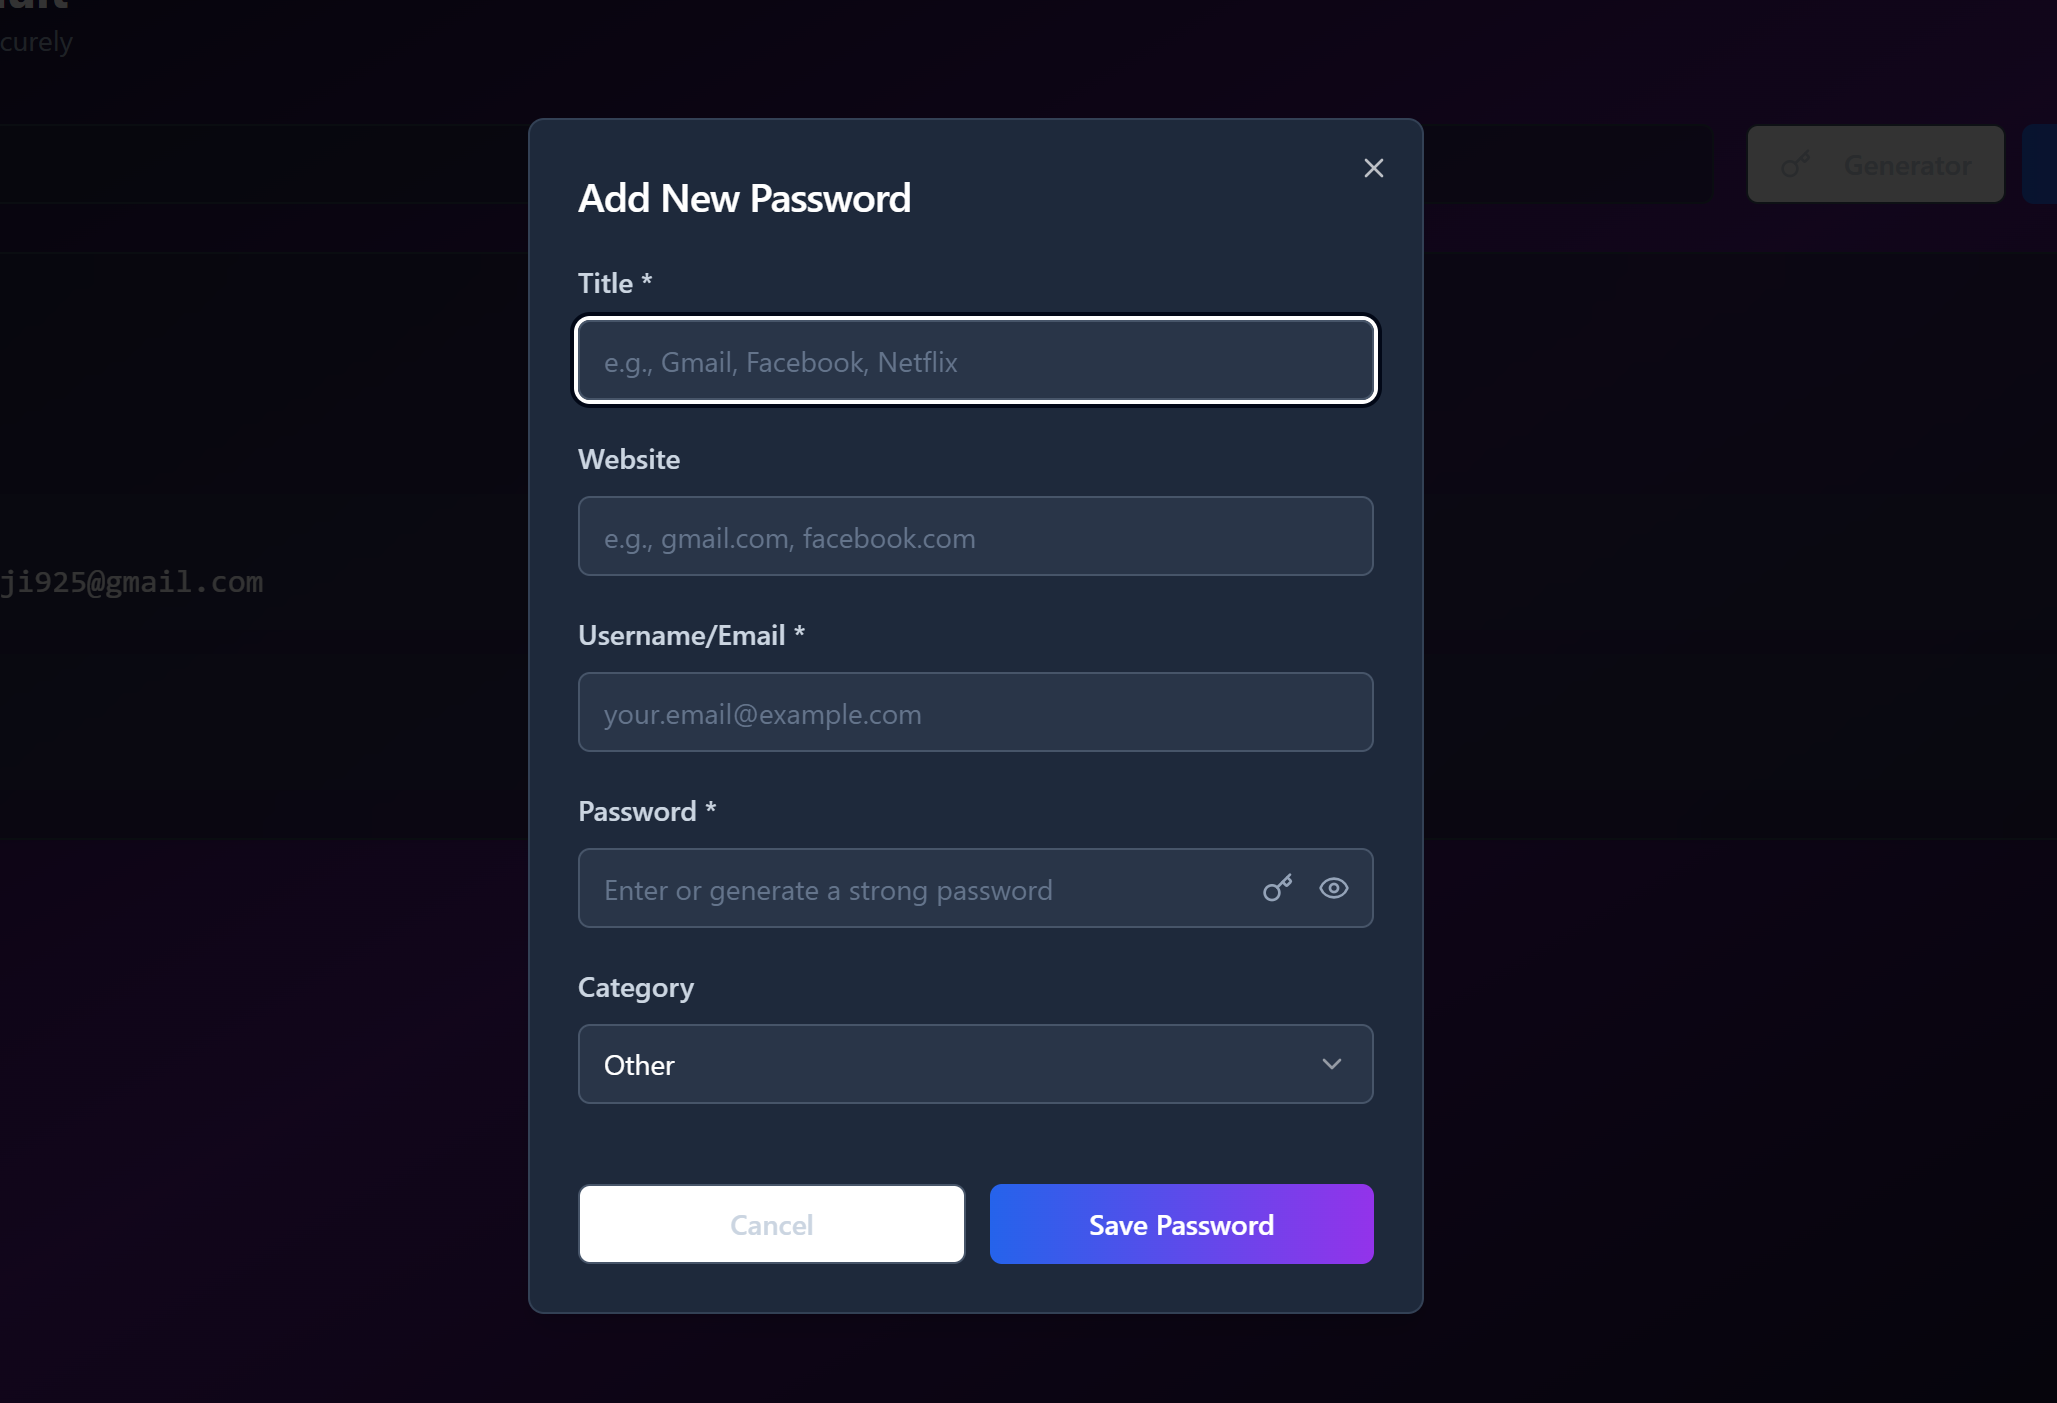 curely
Generator
Add New Password
Title *
e.g., Gmail, Facebook, Netflix
Website
e.g., gmail.com, facebook.com
ji925@gmail.com
Username/Email *
your.email@example.com
Password *
Enter or generate a strong password
Category
Other
Cancel
Save Password